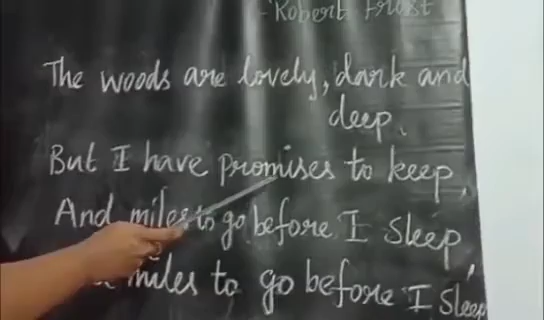 -Robert Frost
The woods are lovely, dark and
deep.
But I have promises to keep,
And miles to go before I sleep,
miles to go before I sleep